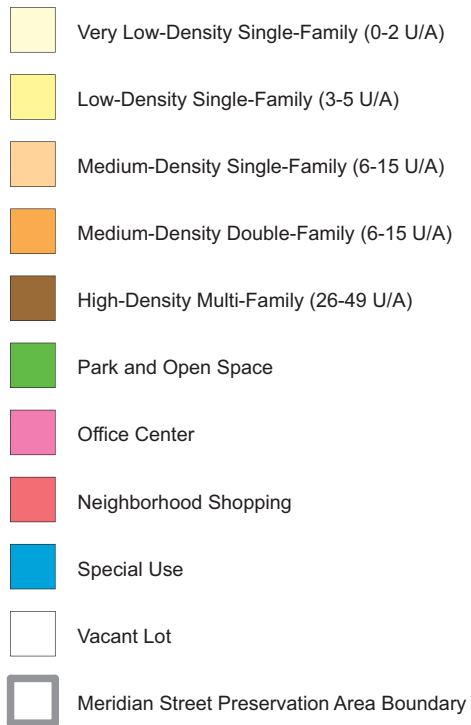 Very Low-Density Single-Family (0-2 U/A)
Low-Density Single-Family (3-5 U/A)
Medium-Density Single-Family (6-15 U/A)
Medium-Density Double-Family (6-15 U/A)
High-Density Multi-Family (26-49 U/A)
Park and Open Space
Office Center
Neighborhood Shopping
Special Use
Vacant Lot
Meridian Street Preservation Area Boundary